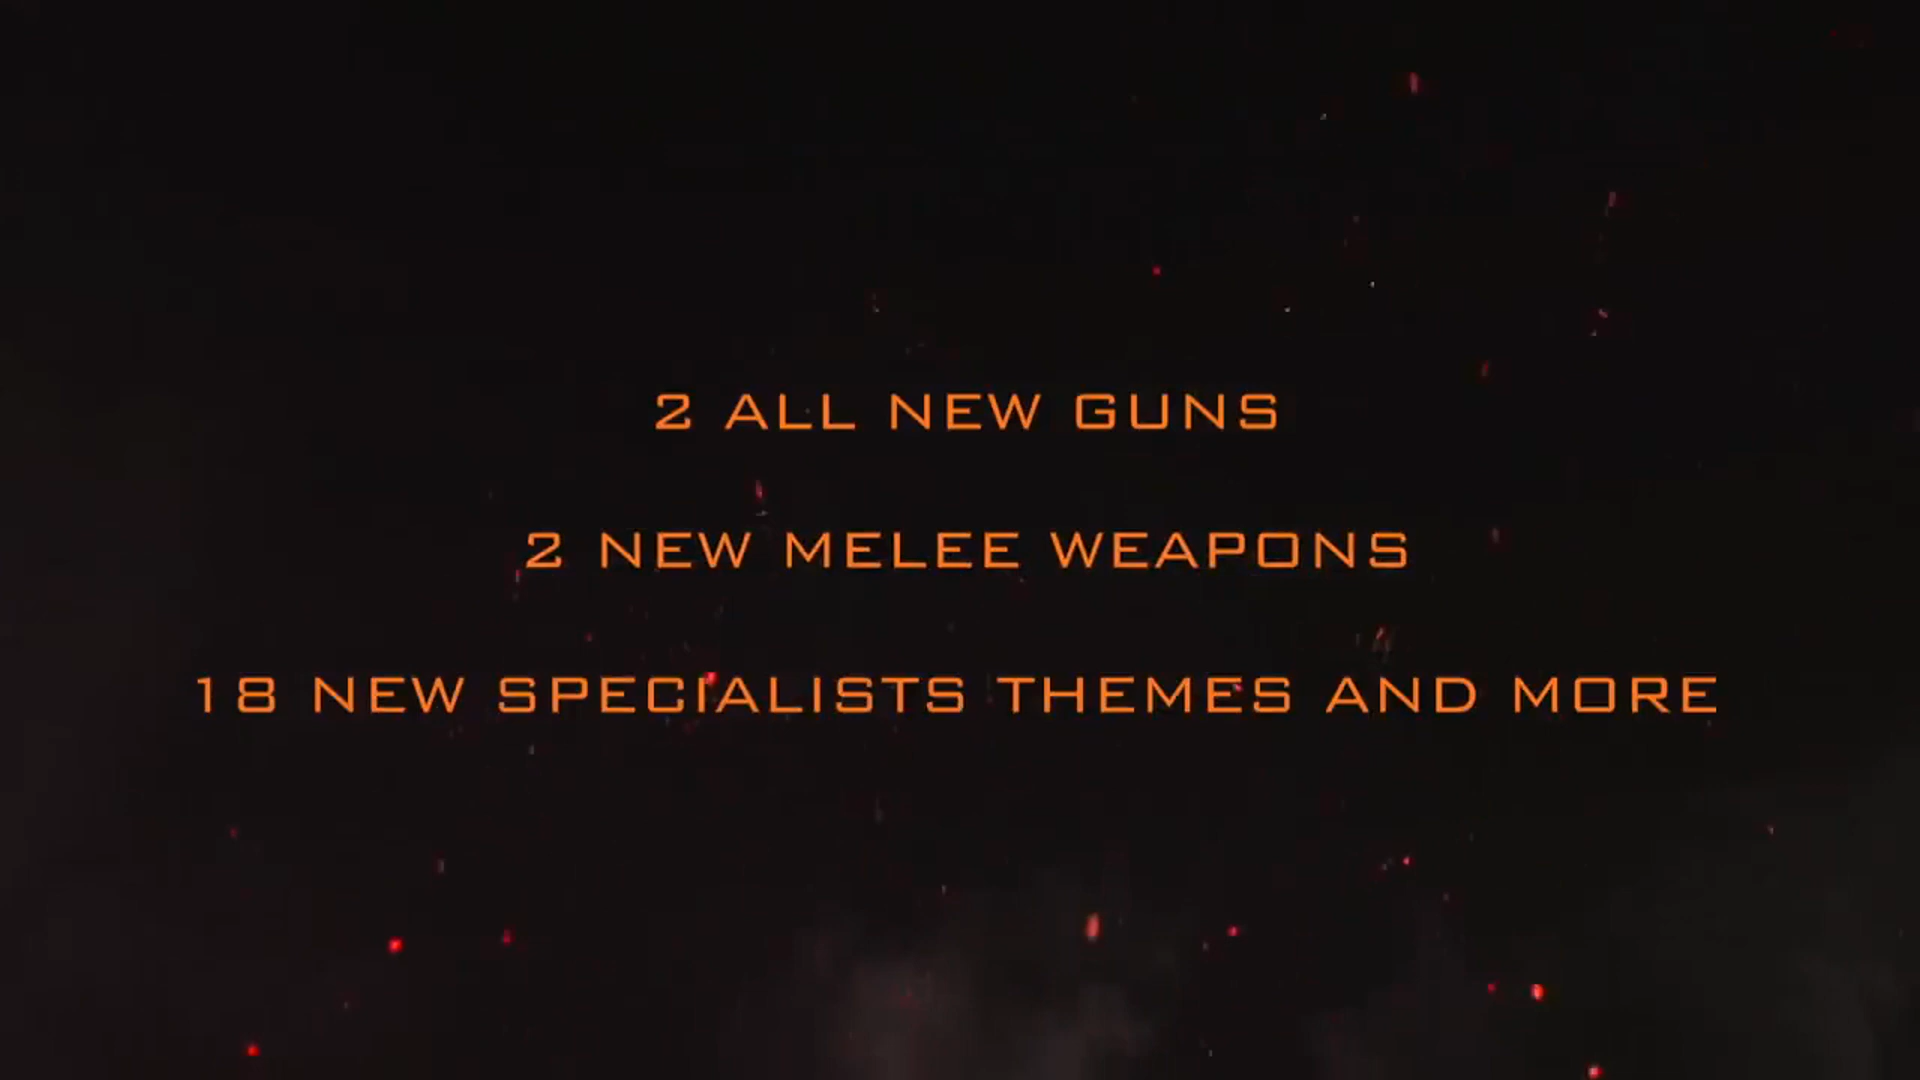 2 ALL NEW GUNS
2 NEW MELEE WEAPONS
18 NEW SPECIALISTS THEMES AND MORE